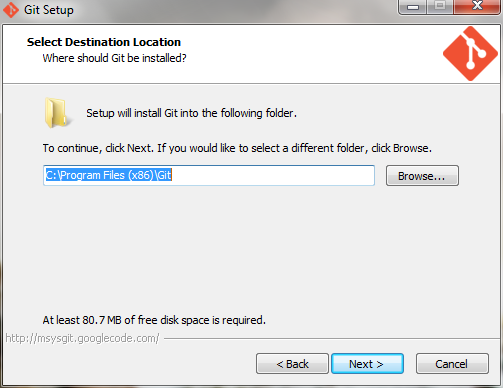 Git Setup
Select Destination Location
Where should Git be installed?
Setup will install Git into the following folder.
To continue, click Next. If you would like to select a different folder, click Browse.
C:\Program Files (x86)\Git
Browse...
At least 80.7 MB of free disk space is required.
http://msysgit.googlecode.com/
< Back
Next >
Cancel